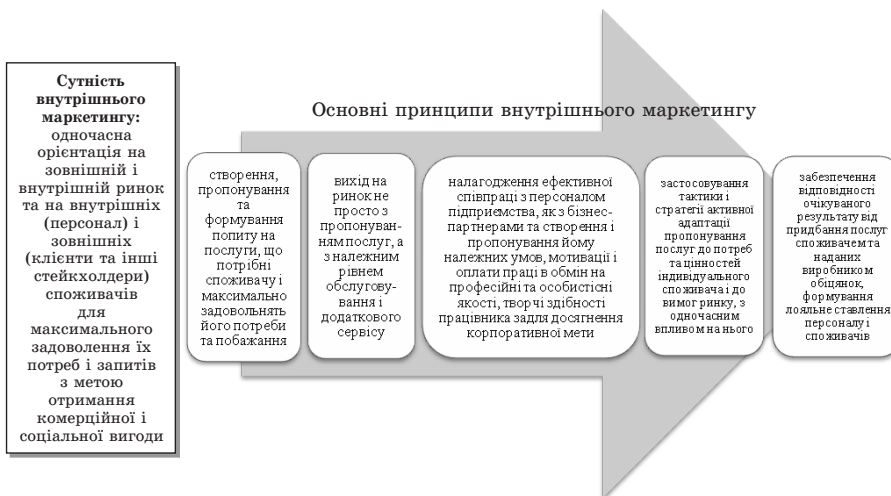 Сутність
внутрішнього
маркетингу:
одночасна
орієнтація на
зовнішній і
внутрішній ринок
та на внутрішніх
(персонал) і
зовнішніх
(клієнти та інші
стейкхолдери)
споживачів
для
максимального
задоволення їх
потреб і запитів
з метою
отримання
комерційної і
соціальної вигоди
Основні принципи внутрішнього маркетингу
створення,
пропонування
та
формування
попиту на
послуги, що
потрібні
споживачу і
максимально
задовольнять
його потреби
та побажання
вихід на
ринок не
просто з
пропонуван-
ням послуг, а
з належним
рівнем
обслугову-
вання і
додаткового
сервісу
налагодження ефективної
співпраці з персоналом
підприємства, як з бізнес-
партнерами та створення і
пропонування йому
належних умов, мотивації і
оплати праці в обмін на
професійні та особистісні
якості, творчі здібності
працівника задля досягнення
корпоративної мети
застосовування
тактики і
стратегії активної
адаптації
пропонування
послуг до потреб
та цінностей
індивідуального
споживача і до
вимог ринку, з
одночасним
впливом на нього
забезпечення
відповідності
очікуваного
результату від
придбання послуг
споживачем та
наданих
виробником
обіцянок,
формування
лояльне ставлення
персоналу і
споживачів